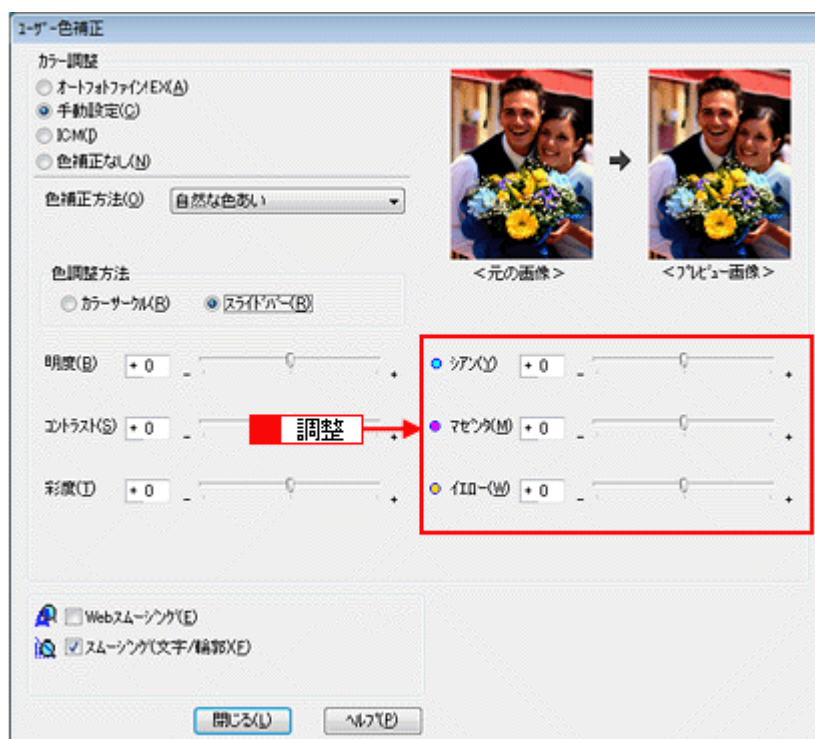 ユーザー色補正
カラー調整
オートフォトファイン!EX(A)
手動設定(C)
ICM(I)
色補正なし(N)
色補正方法(O) 自然な色あい
<元の画像>
<プレビュー画像>
色調整方法
カラーサークル(R) スライドバー(R)
明度(B) + 0 - +
シアン(Y) + 0 - +
コントラスト(S) + 0 - +
調整
マゼンタ(M) + 0 - +
彩度(T) + 0 - +
イエロー(W) + 0 - +
Webスムージング(E)
スムージング(文字/輪郭)(F)
閉じる(L) ヘルプ(P)